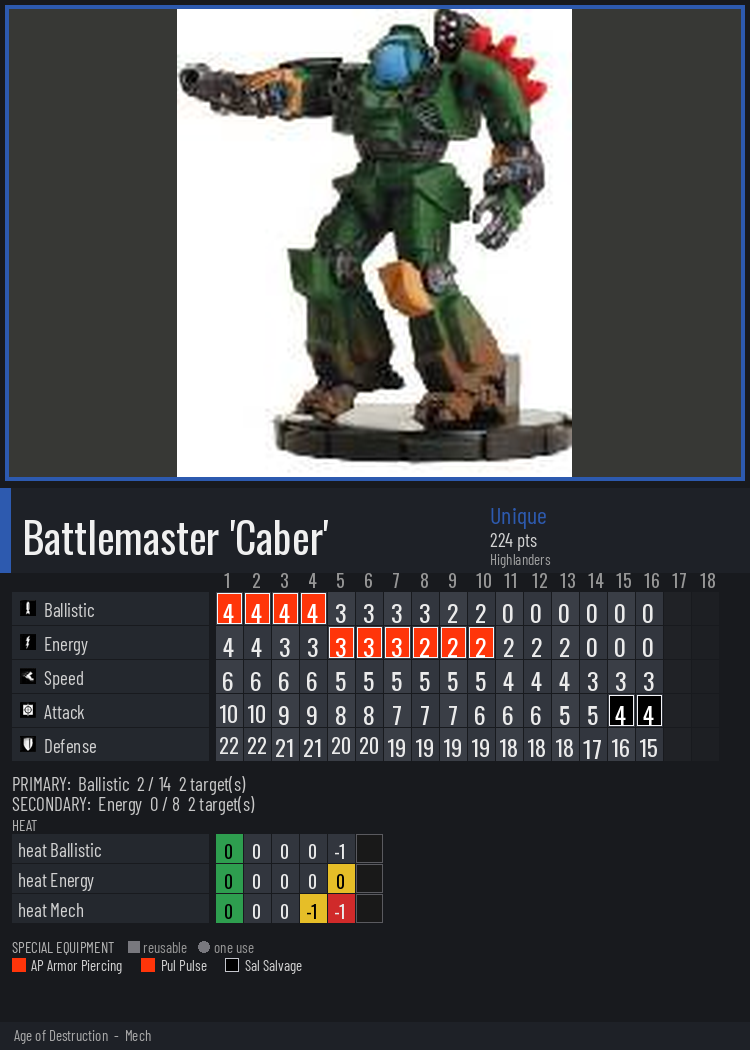 Battlemaster 'Caber'
Unique
224 pts
Highlanders
1 2 3 4 5 6 7 8 9 10 11 12 13 14 15 16 17 18
Ballistic 4 4 4 4 3 3 3 3 2 2 0 0 0 0 0 0
Energy 4 4 3 3 3 3 3 2 2 2 2 2 2 0 0 0
Speed 6 6 6 6 5 5 5 5 5 5 4 4 4 3 3 3
Attack 10 10 9 9 8 8 7 7 7 6 6 6 5 5 4 4
Defense 22 22 21 21 20 20 19 19 19 19 18 18 18 17 16 15
PRIMARY: Ballistic 2 / 14 2 target(s)
SECONDARY: Energy 0 / 8 2 target(s)
HEAT
heat Ballistic 0 0 0 0 -1
heat Energy 0 0 0 0 0
heat Mech 0 0 0 -1 -1
SPECIAL EQUIPMENT reusable one use
AP Armor Piercing Pul Pulse Sal Salvage
Age of Destruction - Mech